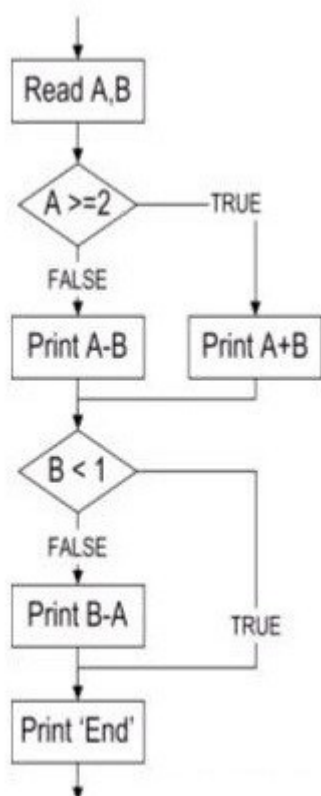 Read A,B
A >=2
TRUE
FALSE
Print A-B
Print A+B
B < 1
FALSE
Print B-A
TRUE
Print ‘End’